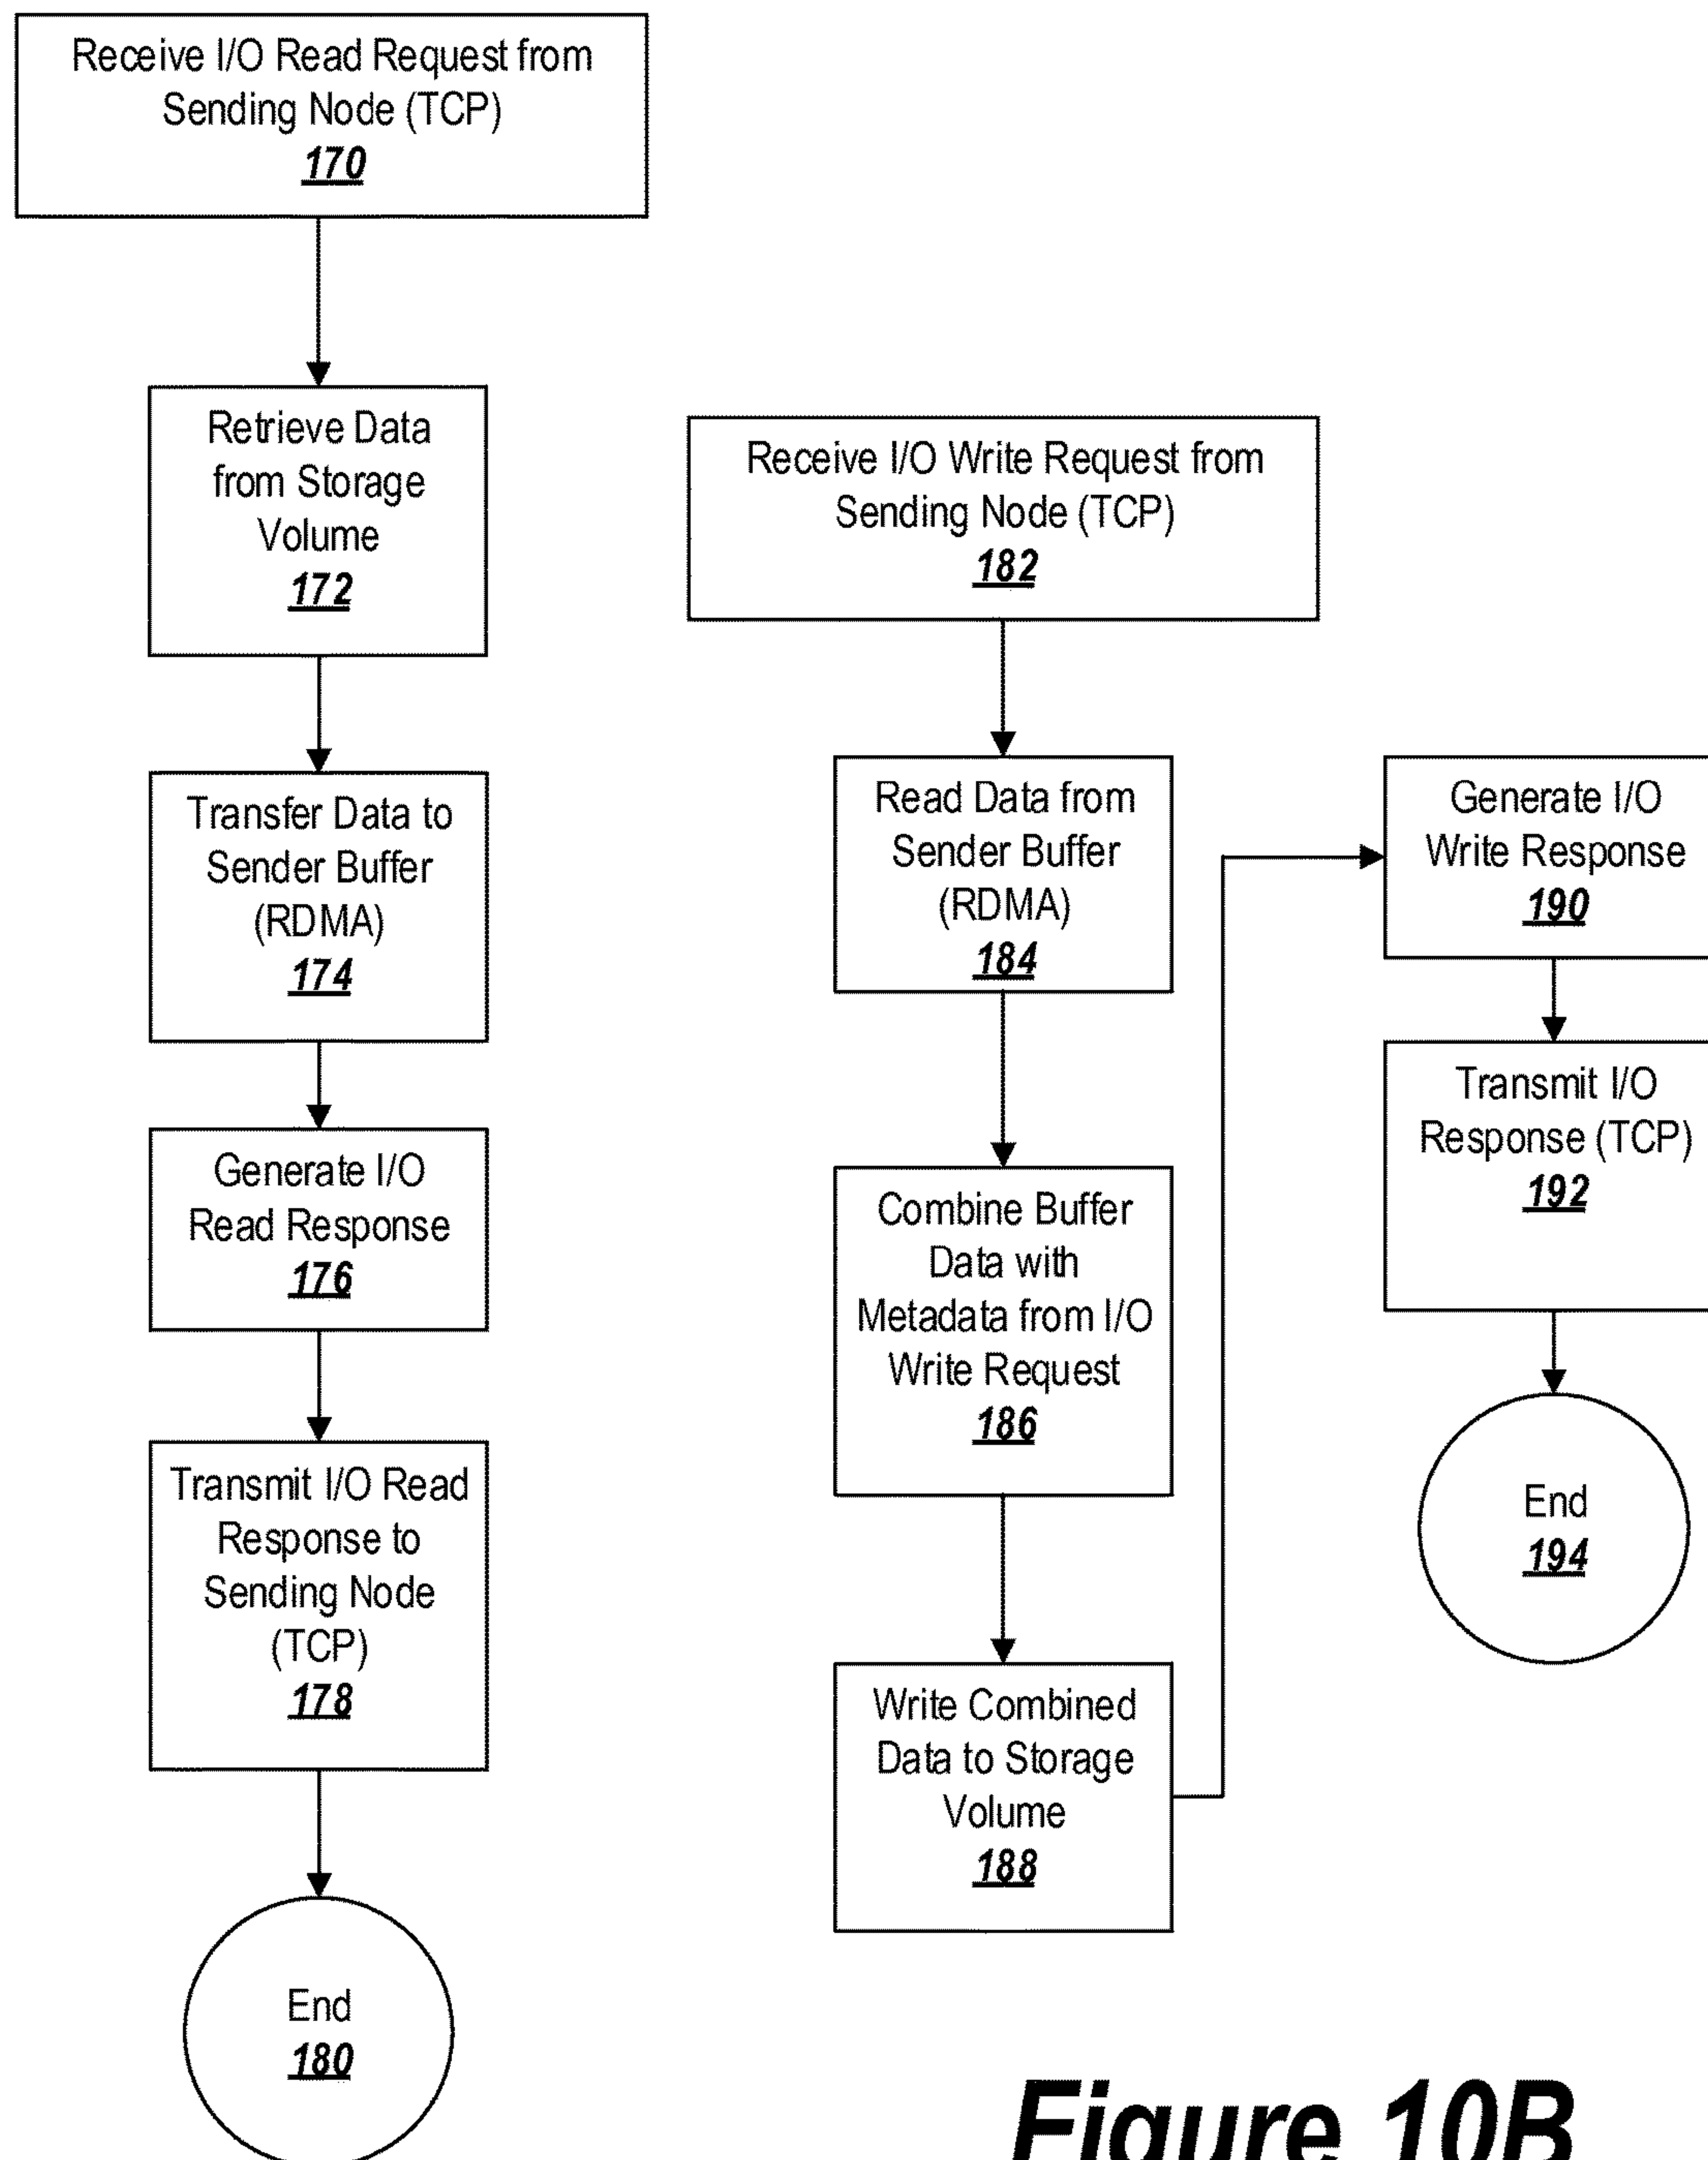 Receive I/O Read Request from
Sending Node (TCP)
170
Retrieve Data
from Storage
Volume
172
Transfer Data to
Sender Buffer
(RDMA)
174
Generate I/O
Read Response
176
Transmit I/O Read
Response to
Sending Node
(TCP)
178
End
180
Receive I/O Write Request from
Sending Node (TCP)
182
Read Data from
Sender Buffer
(RDMA)
184
Combine Buffer
Data with
Metadata from I/O
Write Request
186
Write Combined
Data to Storage
Volume
188
Generate I/O
Write Response
190
Transmit I/O
Response (TCP)
192
End
194
Figure 10B